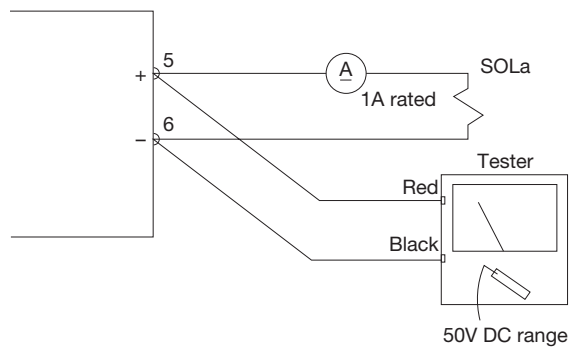 5
+
A
SOLa
1A rated
6
−
Tester
Red
Black
50V DC range